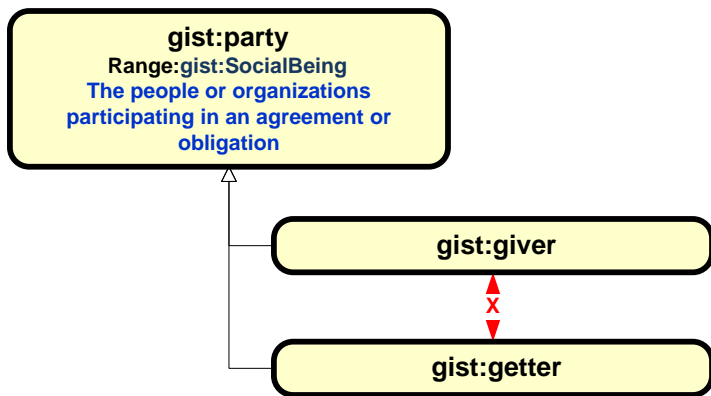 gist:party
Range:gist:SocialBeing
The people or organizations
participating in an agreement or
obligation
gist:giver
X
gist:getter